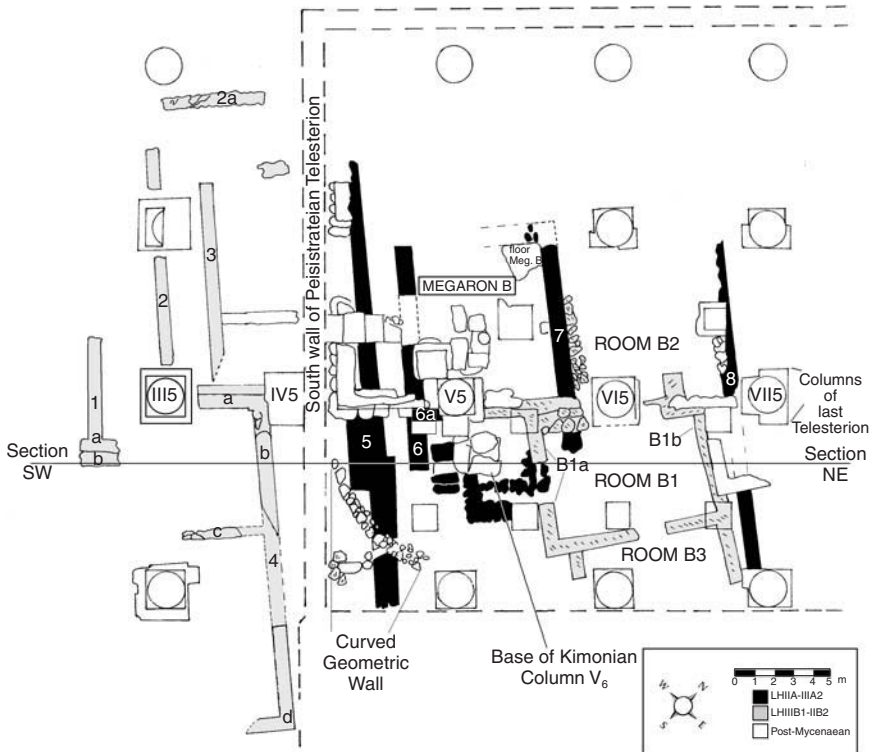 2a
South wall of Peisistrateian Telesterion
3
floor
Meg. B
MEGARON B
2
7
ROOM B2
1
III5
a
IV5
6a
V5
VI5
8
VII5
Columns
of
last
Telesterion
a
b
b
5
6
B1b
Section
SW
0
B1a
ROOM B1
Section
NE
c
4
ROOM B3
Curved
Geometric
Wall
Base of Kimonian
Column V6
d
W
N
S
E
0 1 2 3 4 5 m
LHIIA-IIIA2
LHIIIB1-IIB2
Post-Mycenaean